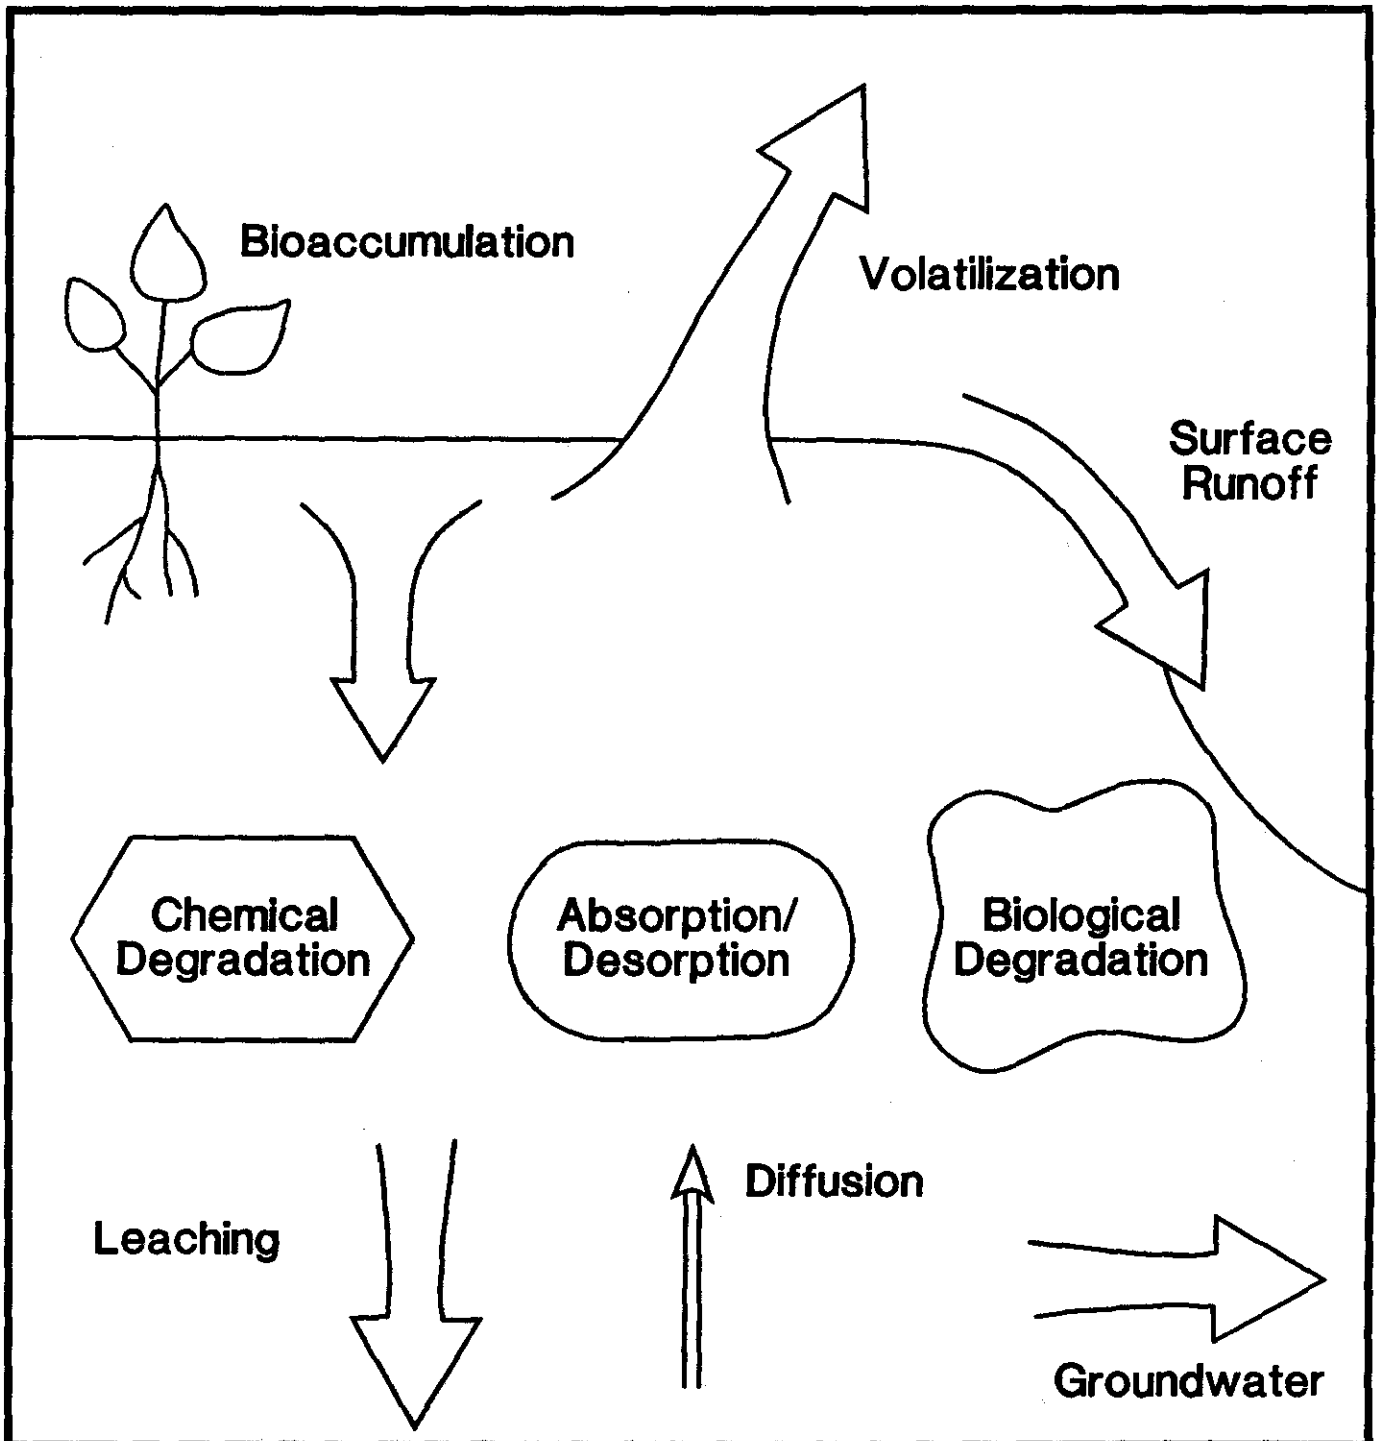 Bioaccumulation
Volatilization
Surface
Runoff
Chemical
Degradation
Absorption/
Desorption
Biological
Degradation
Leaching
Diffusion
Groundwater